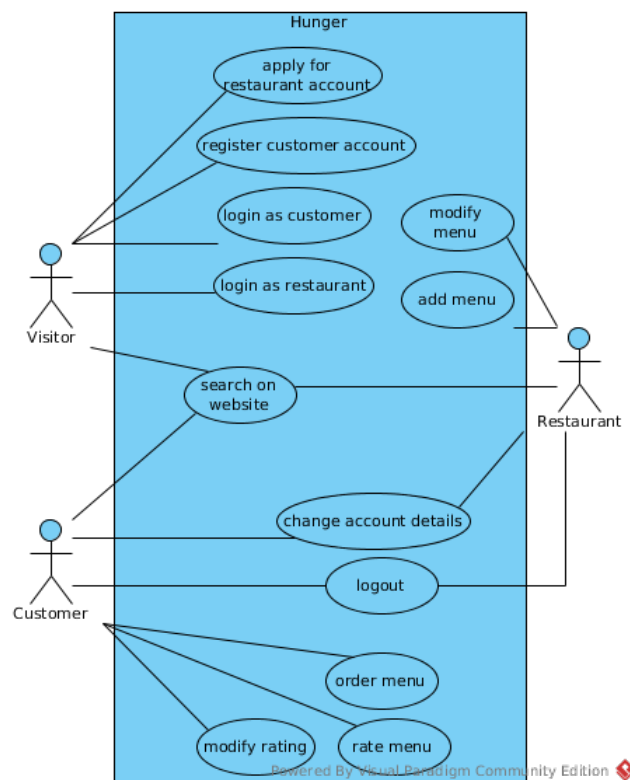 Hunger
apply for
restaurant account
register customer account
login as customer
modify
menu
login as restaurant
add menu
Visitor
search on
website
Restaurant
change account details
logout
Customer
order menu
modify rating
rate menu
Powered By Visual Paradigm Community Edition